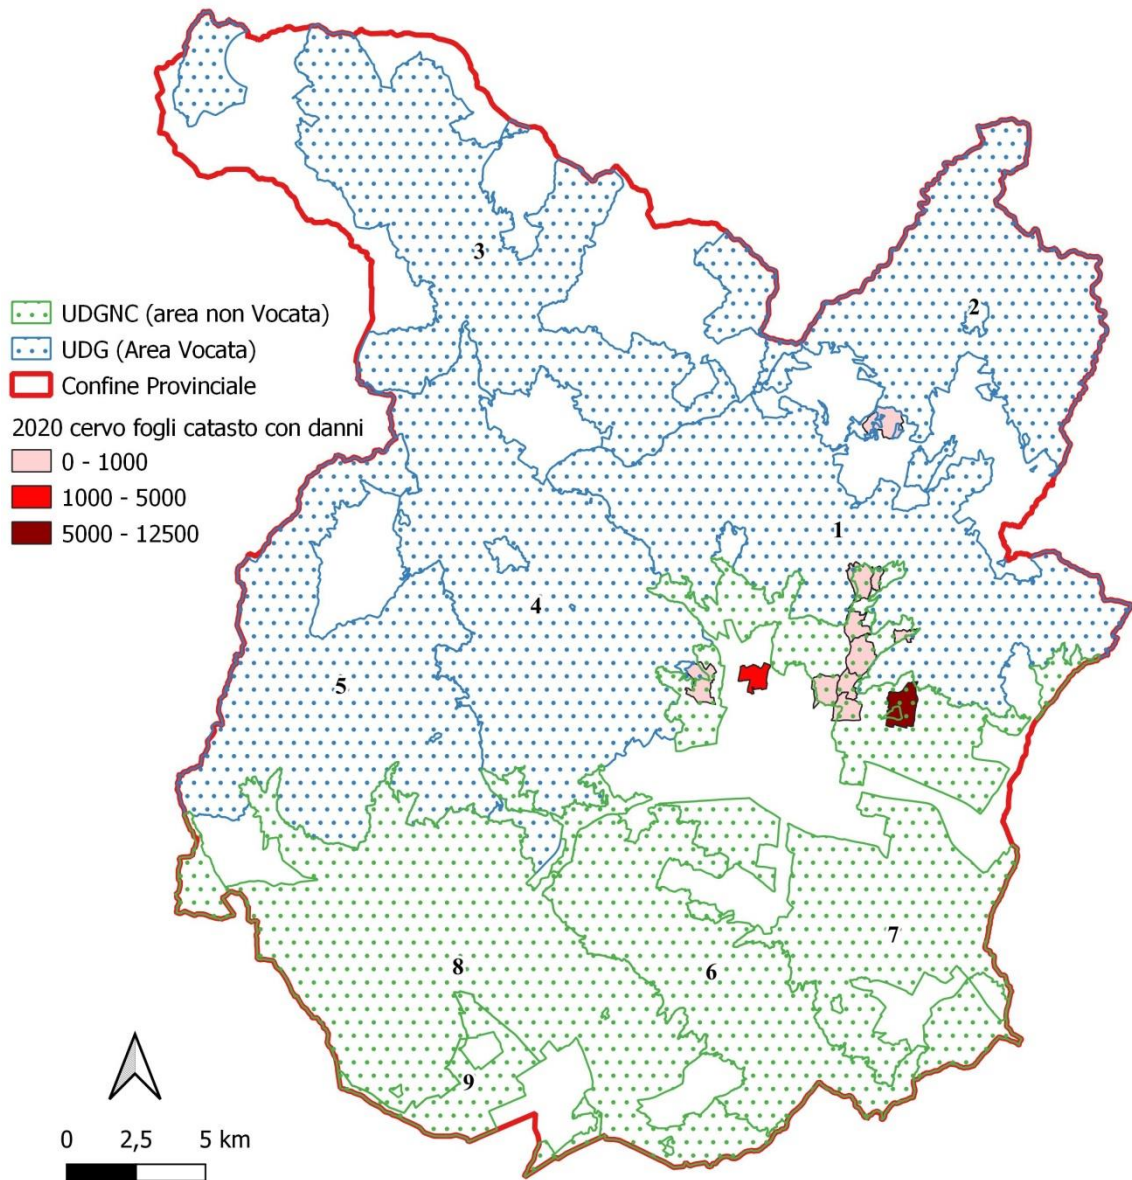 3
2
UDGNC (area non Vocata)
UDG (Area Vocata)
Confine Provinciale
2020 cervo fogli catasto con danni
0 - 1000
1000 - 5000
5000 - 12500
1
4
5
7
8
6
9
0 2,5 5 km